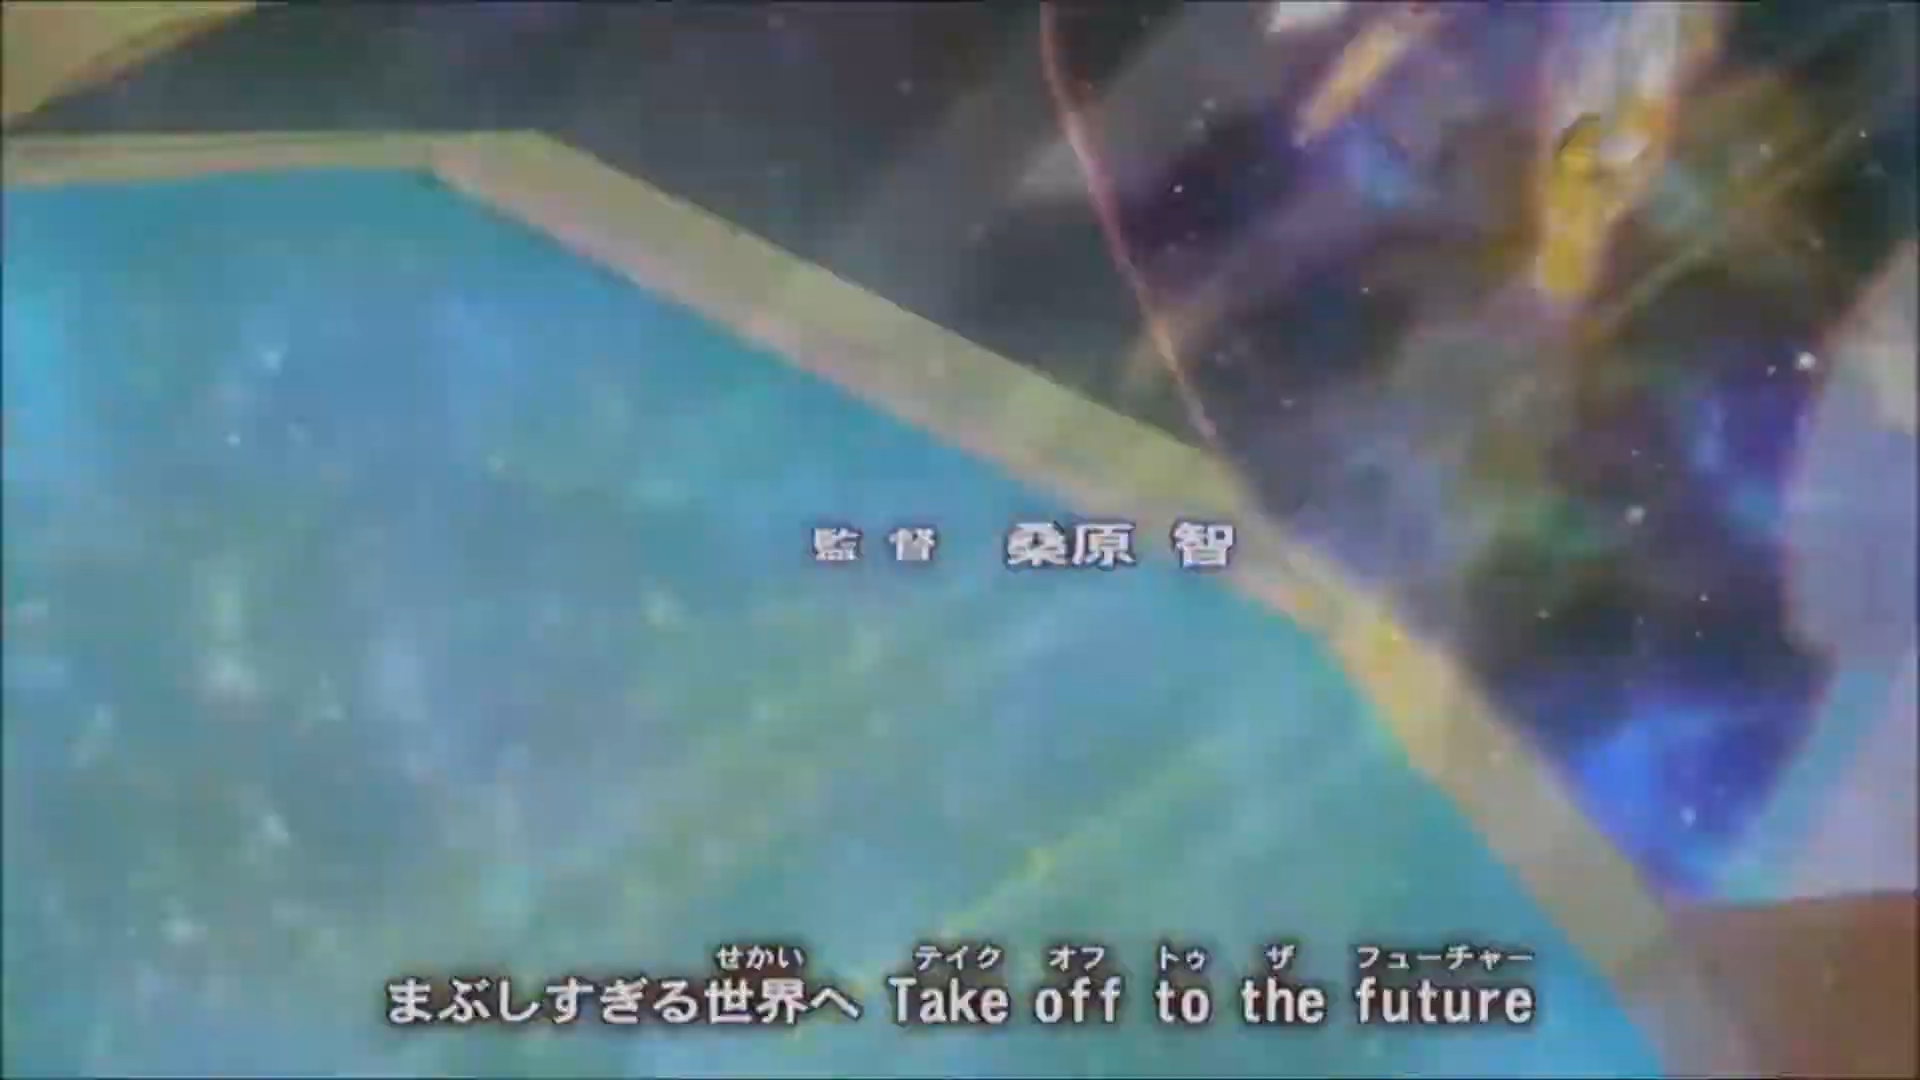 監督 桑原 智
せかい テイク オフ トゥ ザ フューチャー
まぶしすぎる世界へ Take off to the future